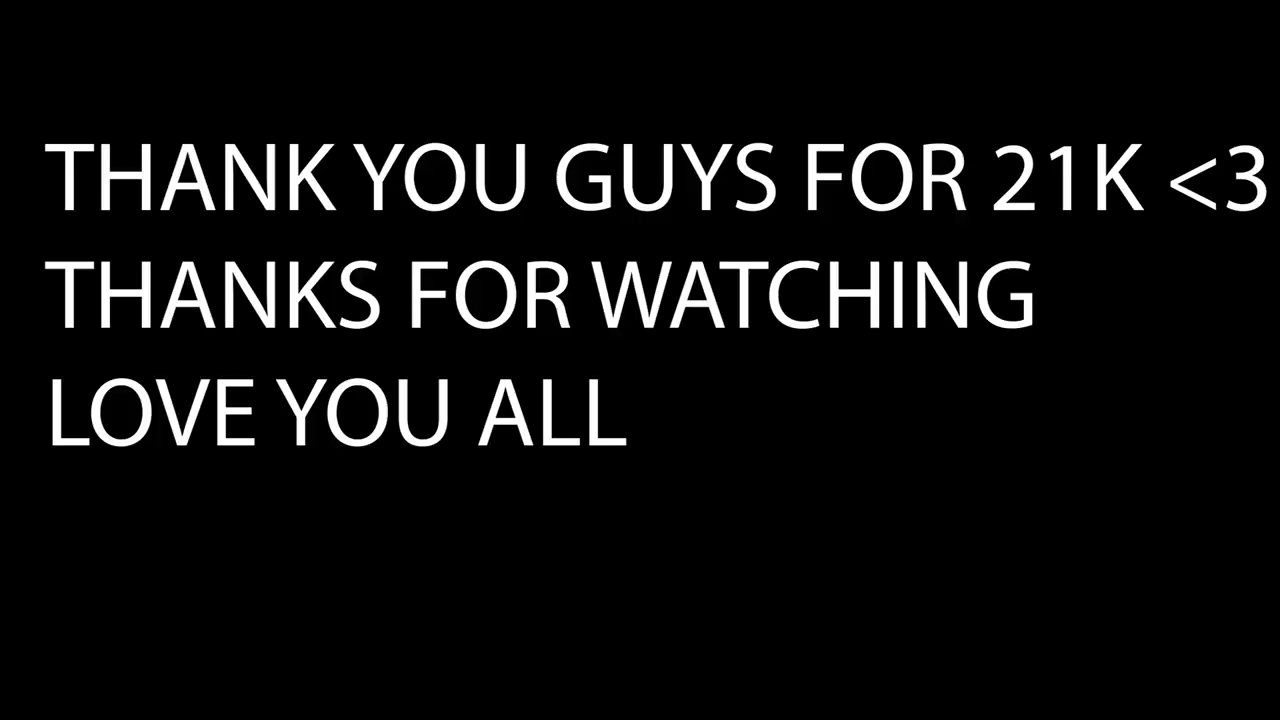 THANK YOU GUYS FOR 21K <3
THANKS FOR WATCHING
LOVE YOU ALL